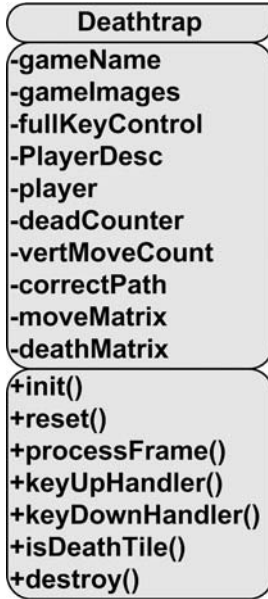 Deathtrap
-gameName
-gameImages
-fullKeyControl
-PlayerDesc
-player
-deadCounter
-vertMoveCount
-correctPath
-moveMatrix
-deathMatrix
+init()
+reset()
+processFrame()
+keyUpHandler()
+keyDownHandler()
+isDeathTile()
+destroy()